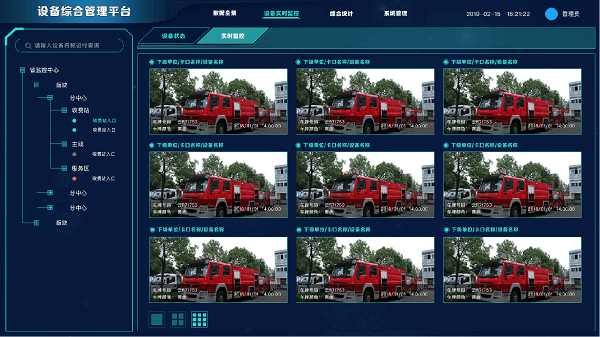 设备综合管理平台
数据全景
设备实时监控
综合统计
系统管理
2019-02-15 16:21:22
管理员
请输入设备名称进行查询
设备状态
实时监控
省监控中心
版块
分中心
收费站
收费站入口
收费站入口
主线
收费站入口
服务区
收费站入口
分中心
分中心
版块
下级单位/卡口名称/设备名称
下级单位/卡口名称/设备名称
下级单位/卡口名称/设备名称
下级单位/卡口名称/设备名称
下级单位/卡口名称/设备名称
下级单位/卡口名称/设备名称
下级单位/卡口名称/设备名称
下级单位/卡口名称/设备名称
下级单位/卡口名称/设备名称